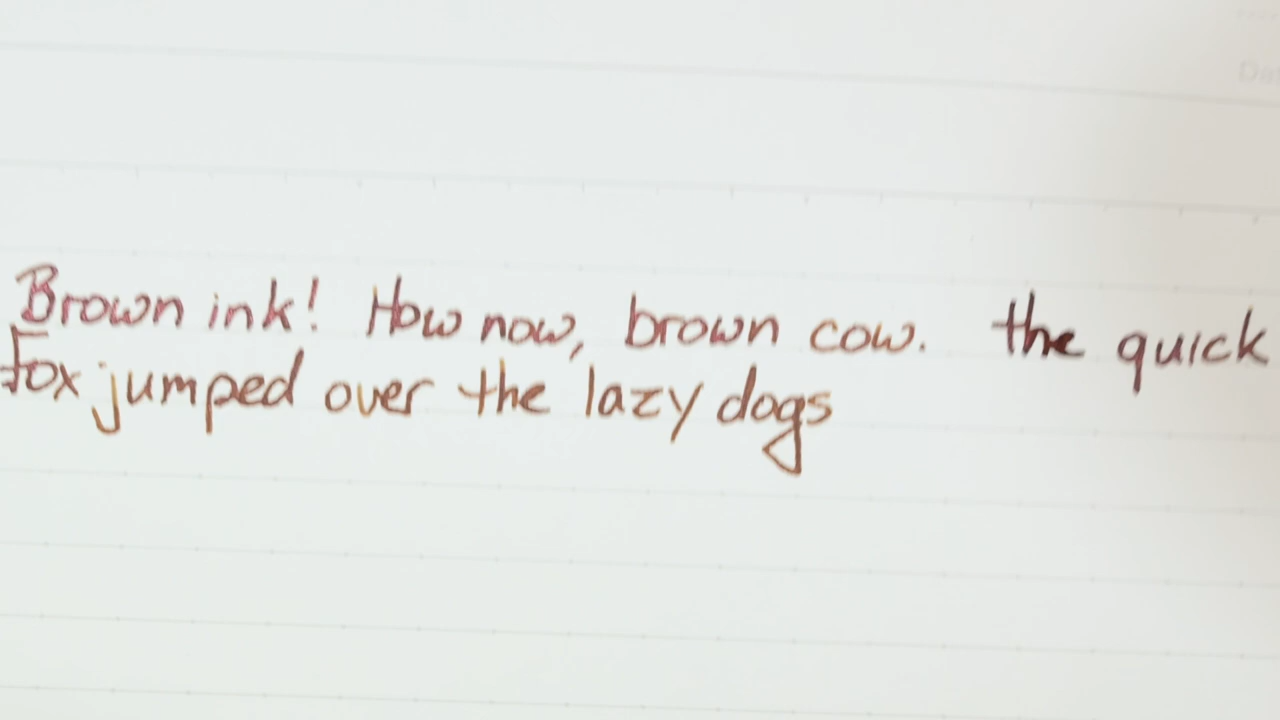 Brown ink! How now, brown cow. the quick
fox jumped over the lazy dogs